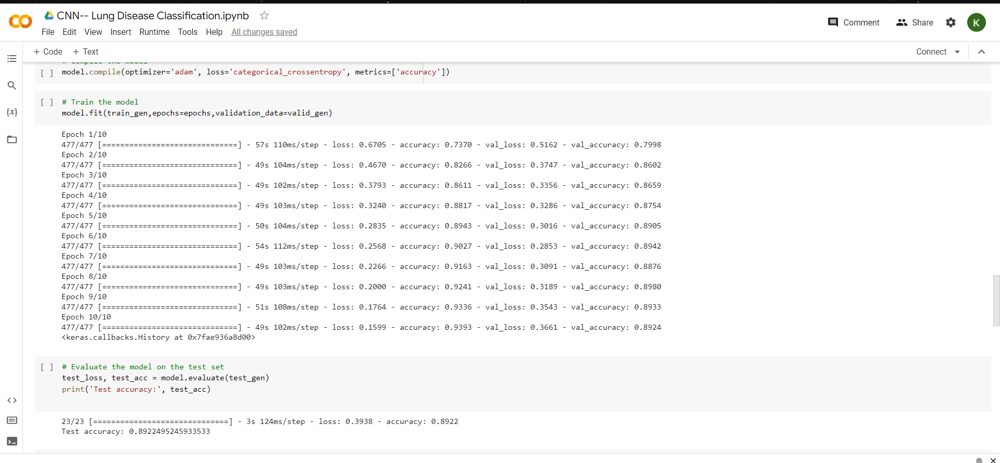 CNN-- Lung Disease Classification.ipynb
File Edit View Insert Runtime Tools Help All changes saved
Comment Share K
+ Code + Text
Connect
# Compile the model
[ ] model.compile(optimizer='adam', loss='categorical_crossentropy', metrics=['accuracy'])
[ ] # Train the model
model.fit(train_gen,epochs=epochs,validation_data=valid_gen)
Epoch 1/10
477/477 [==============================] - 57s 110ms/step - loss: 0.6705 - accuracy: 0.7370 - val_loss: 0.5162 - val_accuracy: 0.7998
Epoch 2/10
477/477 [==============================] - 49s 104ms/step - loss: 0.4670 - accuracy: 0.8266 - val_loss: 0.3747 - val_accuracy: 0.8602
Epoch 3/10
477/477 [==============================] - 49s 102ms/step - loss: 0.3793 - accuracy: 0.8611 - val_loss: 0.3356 - val_accuracy: 0.8659
Epoch 4/10
477/477 [==============================] - 49s 103ms/step - loss: 0.3240 - accuracy: 0.8817 - val_loss: 0.3286 - val_accuracy: 0.8754
Epoch 5/10
477/477 [==============================] - 50s 104ms/step - loss: 0.2835 - accuracy: 0.8943 - val_loss: 0.3016 - val_accuracy: 0.8905
Epoch 6/10
477/477 [==============================] - 54s 112ms/step - loss: 0.2568 - accuracy: 0.9027 - val_loss: 0.2853 - val_accuracy: 0.8942
Epoch 7/10
477/477 [==============================] - 49s 103ms/step - loss: 0.2266 - accuracy: 0.9163 - val_loss: 0.3091 - val_accuracy: 0.8876
Epoch 8/10
477/477 [==============================] - 49s 103ms/step - loss: 0.2000 - accuracy: 0.9241 - val_loss: 0.3189 - val_accuracy: 0.8980
Epoch 9/10
477/477 [==============================] - 51s 108ms/step - loss: 0.1764 - accuracy: 0.9336 - val_loss: 0.3543 - val_accuracy: 0.8933
Epoch 10/10
477/477 [==============================] - 49s 102ms/step - loss: 0.1599 - accuracy: 0.9393 - val_loss: 0.3661 - val_accuracy: 0.8924
<keras.callbacks.History at 0x7fae936a8d00>
[ ] # Evaluate the model on the test set
test_loss, test_acc = model.evaluate(test_gen)
print('Test accuracy:', test_acc)
23/23 [==============================] - 3s 124ms/step - loss: 0.3938 - accuracy: 0.8922
Test accuracy: 0.8922495245933533